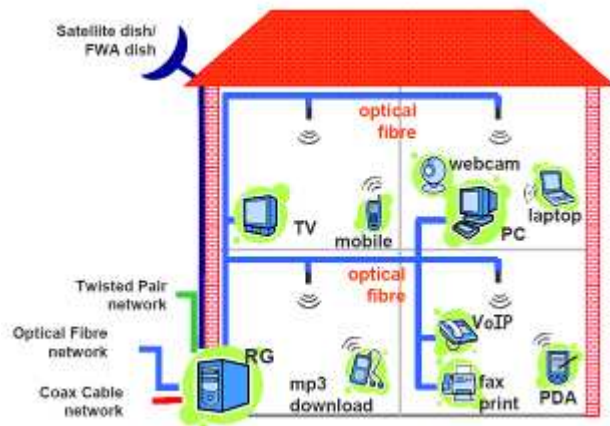 Satellite dish/
FWA dish
optical
fibre
webcam
laptop
TV
mobile
PC
optical
fibre
Twisted Pair
network
Optical Fibre
network
Coax Cable
network
RG
mp3
download
VoIP
fax
print
PDA